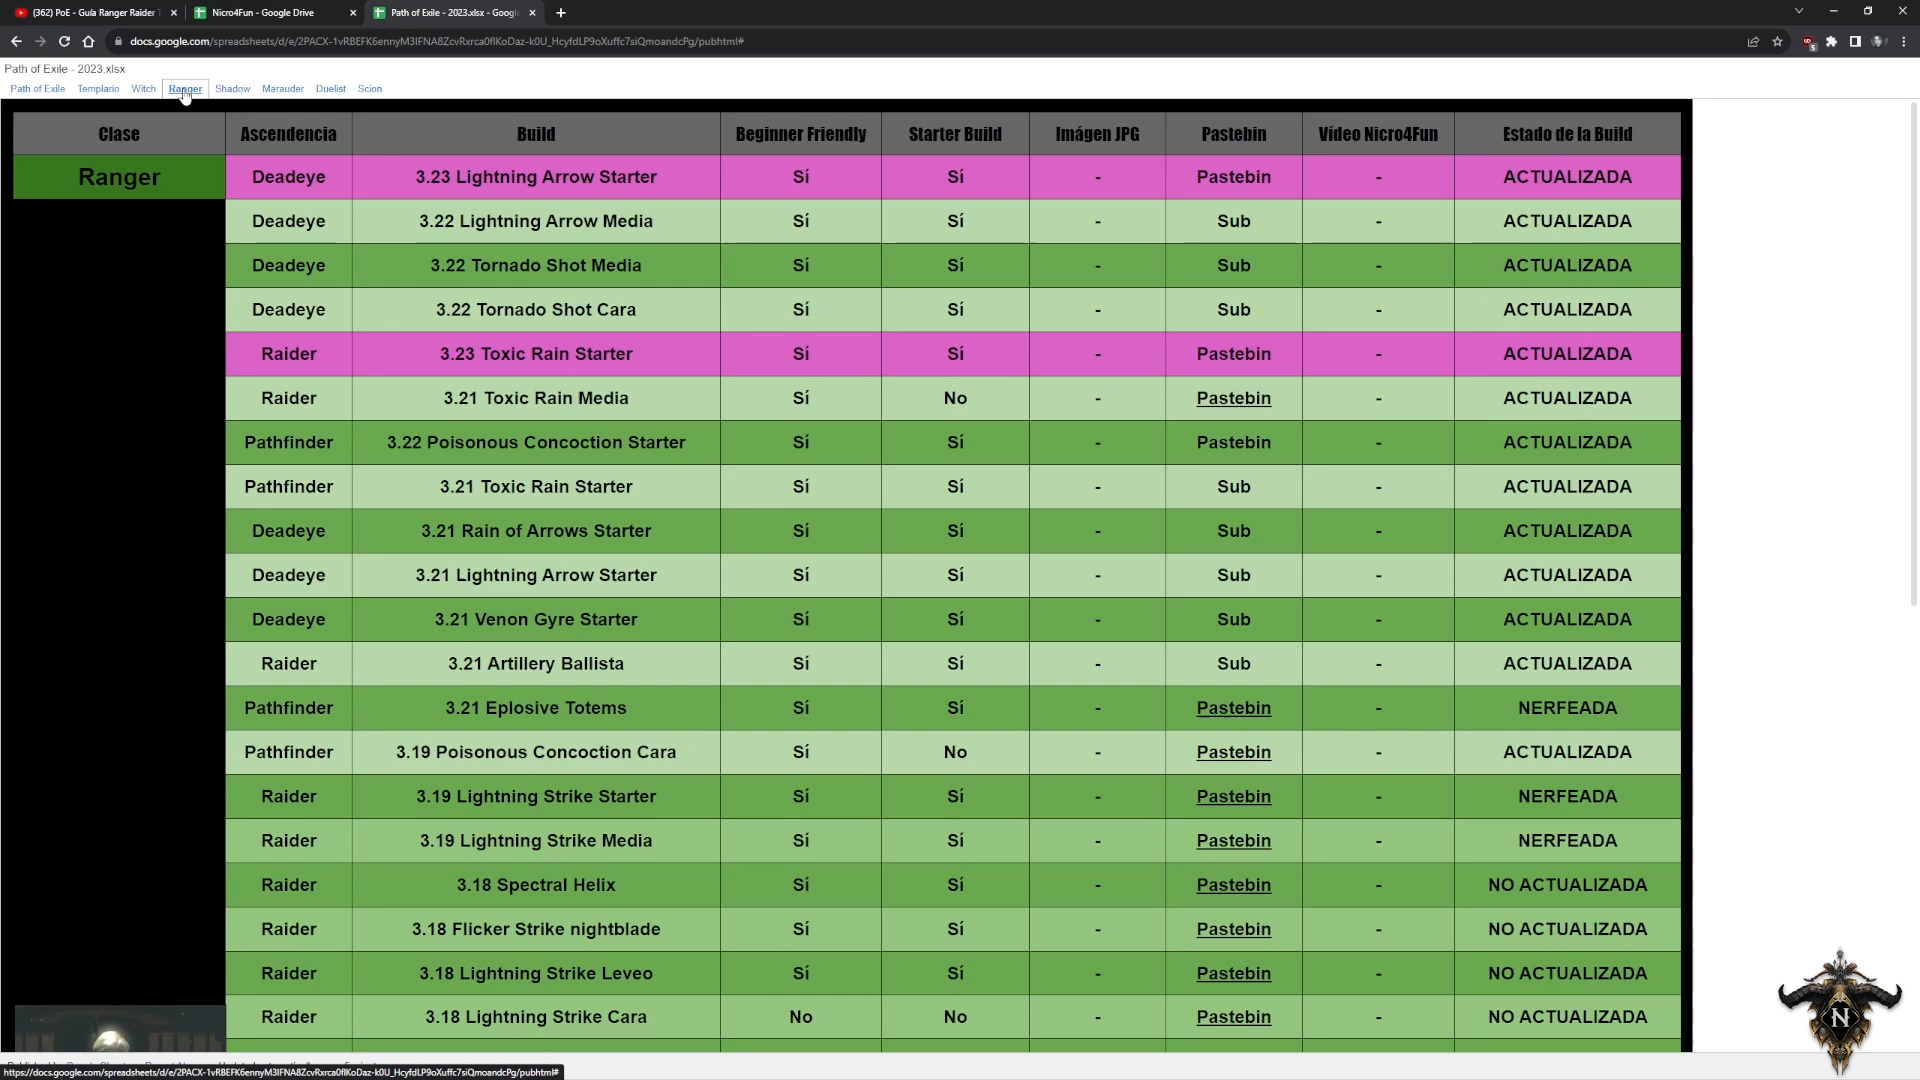 (362) PoE - Guía Ranger Raider T
Nicro4Fun - Google Drive
Path of Exile - 2023.xlsx - Google
docs.google.com/spreadsheets/d/e/2PACX-1vRBEFK6ennyM3IFNA8ZcvRxrca0flKoDaz-k0U_HcyfdLP9oXuffc7siQmoandcPg/pubhtml#
Path of Exile - 2023.xlsx
Path of Exile Templario Witch Ranger Shadow Marauder Duelist Scion
Clase Ascendencia Build Beginner Friendly Starter Build Imágen JPG Pastebin Vídeo Nicro4Fun Estado de la Build
Ranger Deadeye 3.23 Lightning Arrow Starter Sí Sí - Pastebin - ACTUALIZADA
Deadeye 3.22 Lightning Arrow Media Sí Sí - Sub - ACTUALIZADA
Deadeye 3.22 Tornado Shot Media Sí Sí - Sub - ACTUALIZADA
Deadeye 3.22 Tornado Shot Cara Sí Sí - Sub - ACTUALIZADA
Raider 3.23 Toxic Rain Starter Sí Sí - Pastebin - ACTUALIZADA
Raider 3.21 Toxic Rain Media Sí No - Pastebin - ACTUALIZADA
Pathfinder 3.22 Poisonous Concoction Starter Sí Sí - Pastebin - ACTUALIZADA
Pathfinder 3.21 Toxic Rain Starter Sí Sí - Sub - ACTUALIZADA
Deadeye 3.21 Rain of Arrows Starter Sí Sí - Sub - ACTUALIZADA
Deadeye 3.21 Lightning Arrow Starter Sí Sí - Sub - ACTUALIZADA
Deadeye 3.21 Venon Gyre Starter Sí Sí - Sub - ACTUALIZADA
Raider 3.21 Artillery Ballista Sí Sí - Sub - ACTUALIZADA
Pathfinder 3.21 Eplosive Totems Sí Sí - Pastebin - NERFEADA
Pathfinder 3.19 Poisonous Concoction Cara Sí No - Pastebin - ACTUALIZADA
Raider 3.19 Lightning Strike Starter Sí Sí - Pastebin - NERFEADA
Raider 3.19 Lightning Strike Media Sí Sí - Pastebin - NERFEADA
Raider 3.18 Spectral Helix Sí Sí - Pastebin - NO ACTUALIZADA
Raider 3.18 Flicker Strike nightblade Sí Sí - Pastebin - NO ACTUALIZADA
Raider 3.18 Lightning Strike Leveo Sí Sí - Pastebin - NO ACTUALIZADA
Raider 3.18 Lightning Strike Cara No No - Pastebin - NO ACTUALIZADA
N
https://docs.google.com/spreadsheets/d/e/2PACX-1vRBEFK6ennyM3IFNA8ZcvRxrca0flKoDaz-k0U_HcyfdLP9oXuffc7siQmoandcPg/pubhtml#